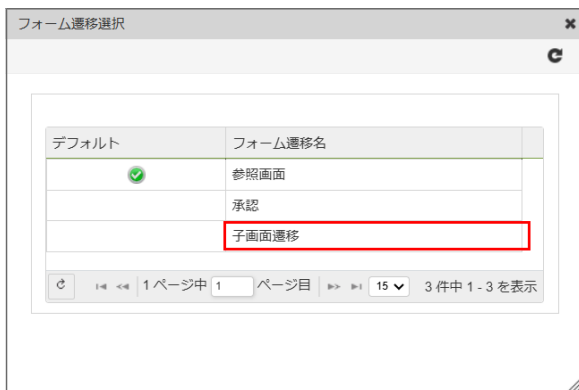 フォーム遷移選択
デフォルト フォーム遷移名
参照画面
承認
子画面遷移
1 ページ中 1 ページ目 15 3 件中 1 - 3 を表示